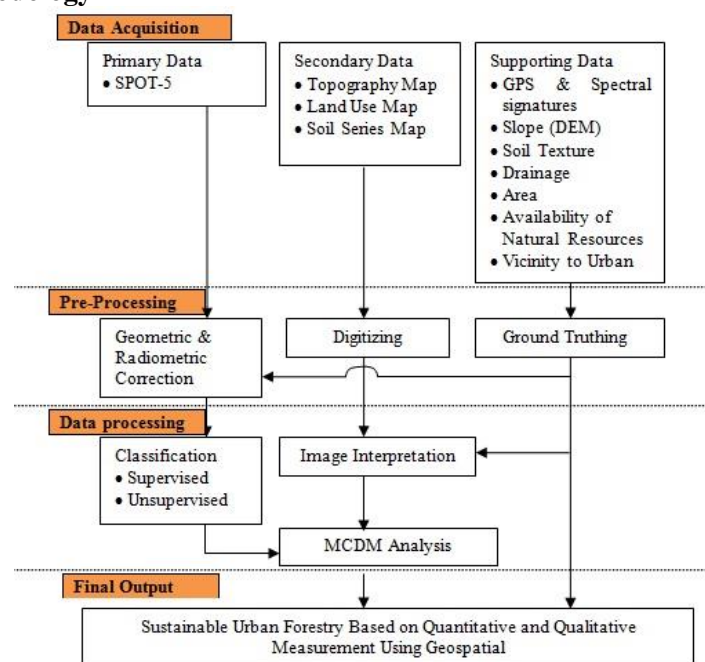 Data Acquisition
Primary Data
• SPOT-5
Secondary Data
• Topography Map
• Land Use Map
• Soil Series Map
Supporting Data
• GPS & Spectral
signatures
• Slope (DEM)
• Soil Texture
• Drainage
• Area
• Availability of
Natural Resources
• Vicinity to Urban
Pre-Processing
Geometric &
Radiometric
Correction
Digitizing
Ground Truthing
Data processing
Classification
• Supervised
• Unsupervised
Image Interpretation
MCDM Analysis
Final Output
Sustainable Urban Forestry Based on Quantitative and Qualitative
Measurement Using Geospatial